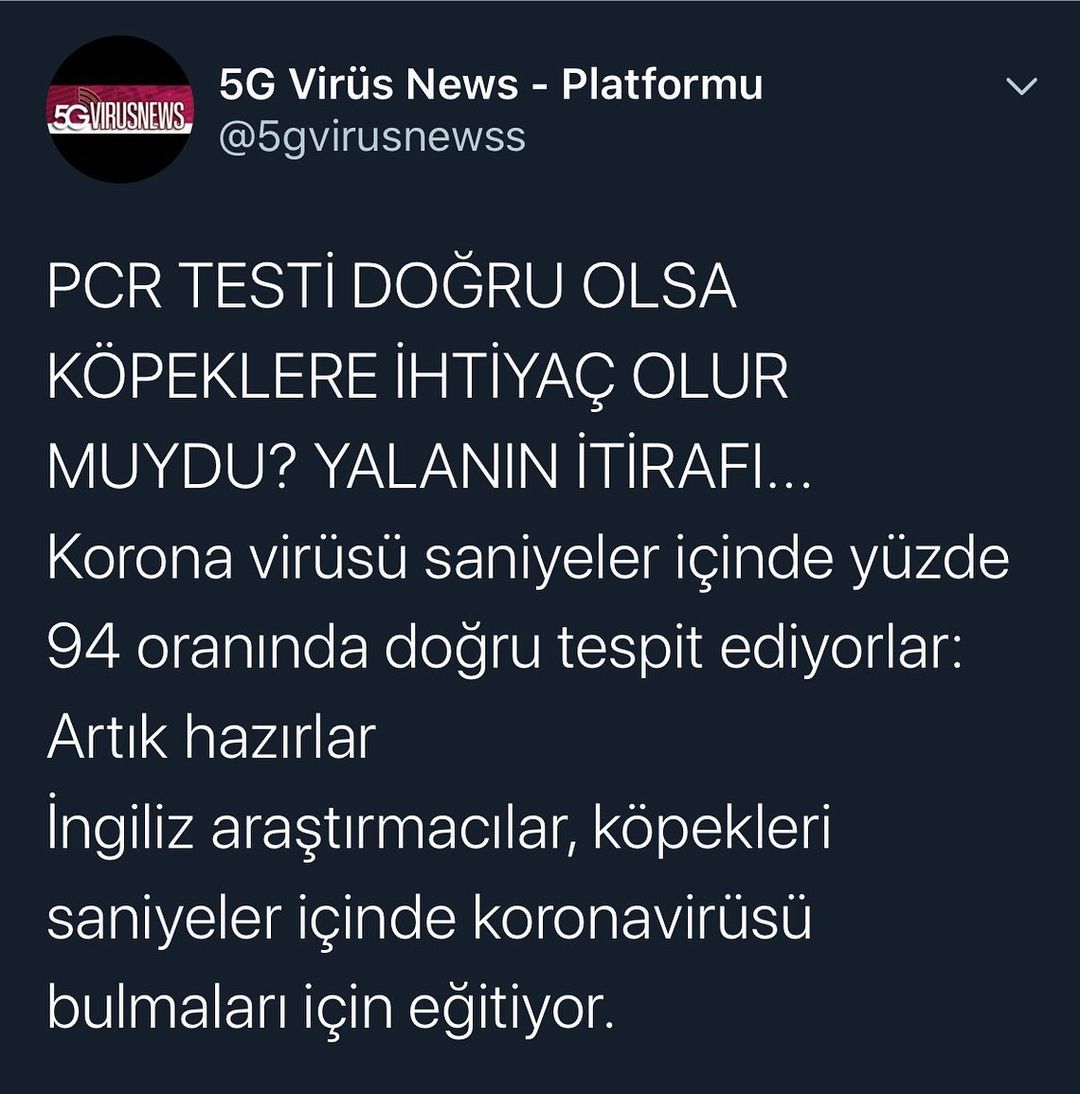 5GVIRUSNEWS
5G Virüs News - Platformu
@5gvirusnewss
PCR TESTİ DOĞRU OLSA
KÖPEKLERE İHTİYAÇ OLUR
MUYDU? YALANIN İTİRAFI...
Korona virüsü saniyeler içinde yüzde
94 oranında doğru tespit ediyorlar:
Artık hazırlar
İngiliz araştırmacılar, köpekleri
saniyeler içinde koronavirüsü
bulmaları için eğitiyor.